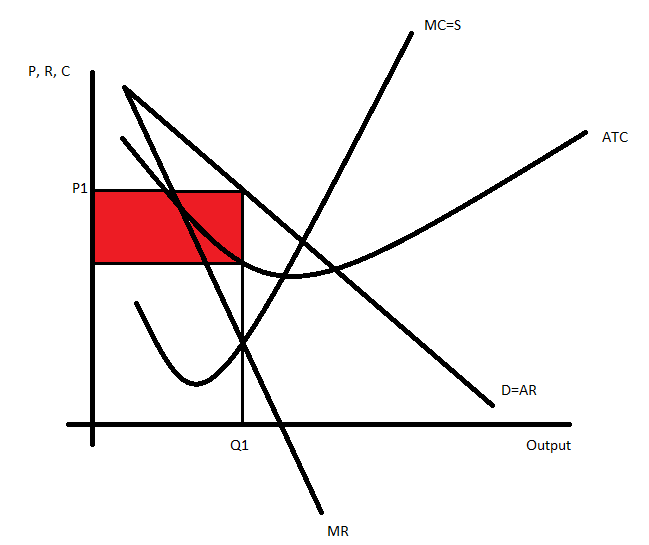 MC=S
P, R, C
ATC
P1
D=AR
Q1
Output
MR